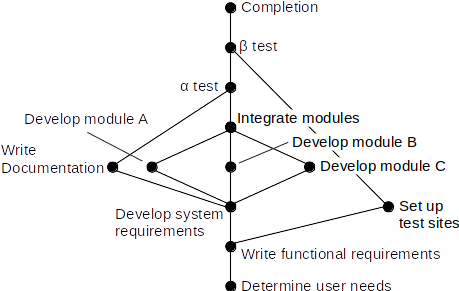 Completion
β test
α test
Integrate modules
Develop module A
Develop module B
Write
Documentation
Develop module C
Develop system
requirements
Set up
test sites
Write functional requirements
Determine user needs